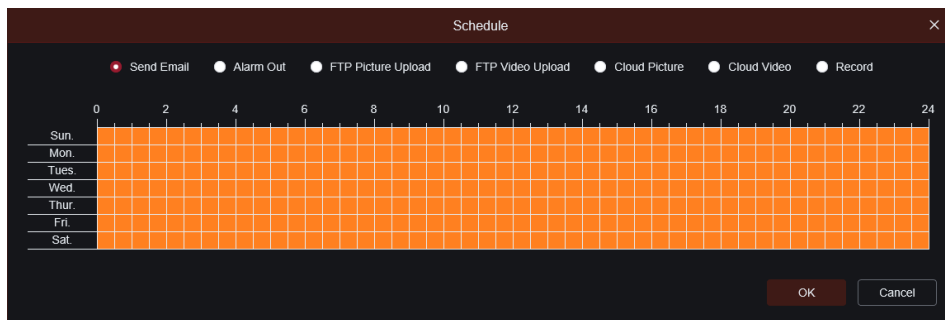 Schedule
Send Email Alarm Out FTP Picture Upload FTP Video Upload Cloud Picture Cloud Video Record
0 2 4 6 8 10 12 14 16 18 20 22 24
Sun.
Mon.
Tues.
Wed.
Thur.
Fri.
Sat.
OK Cancel